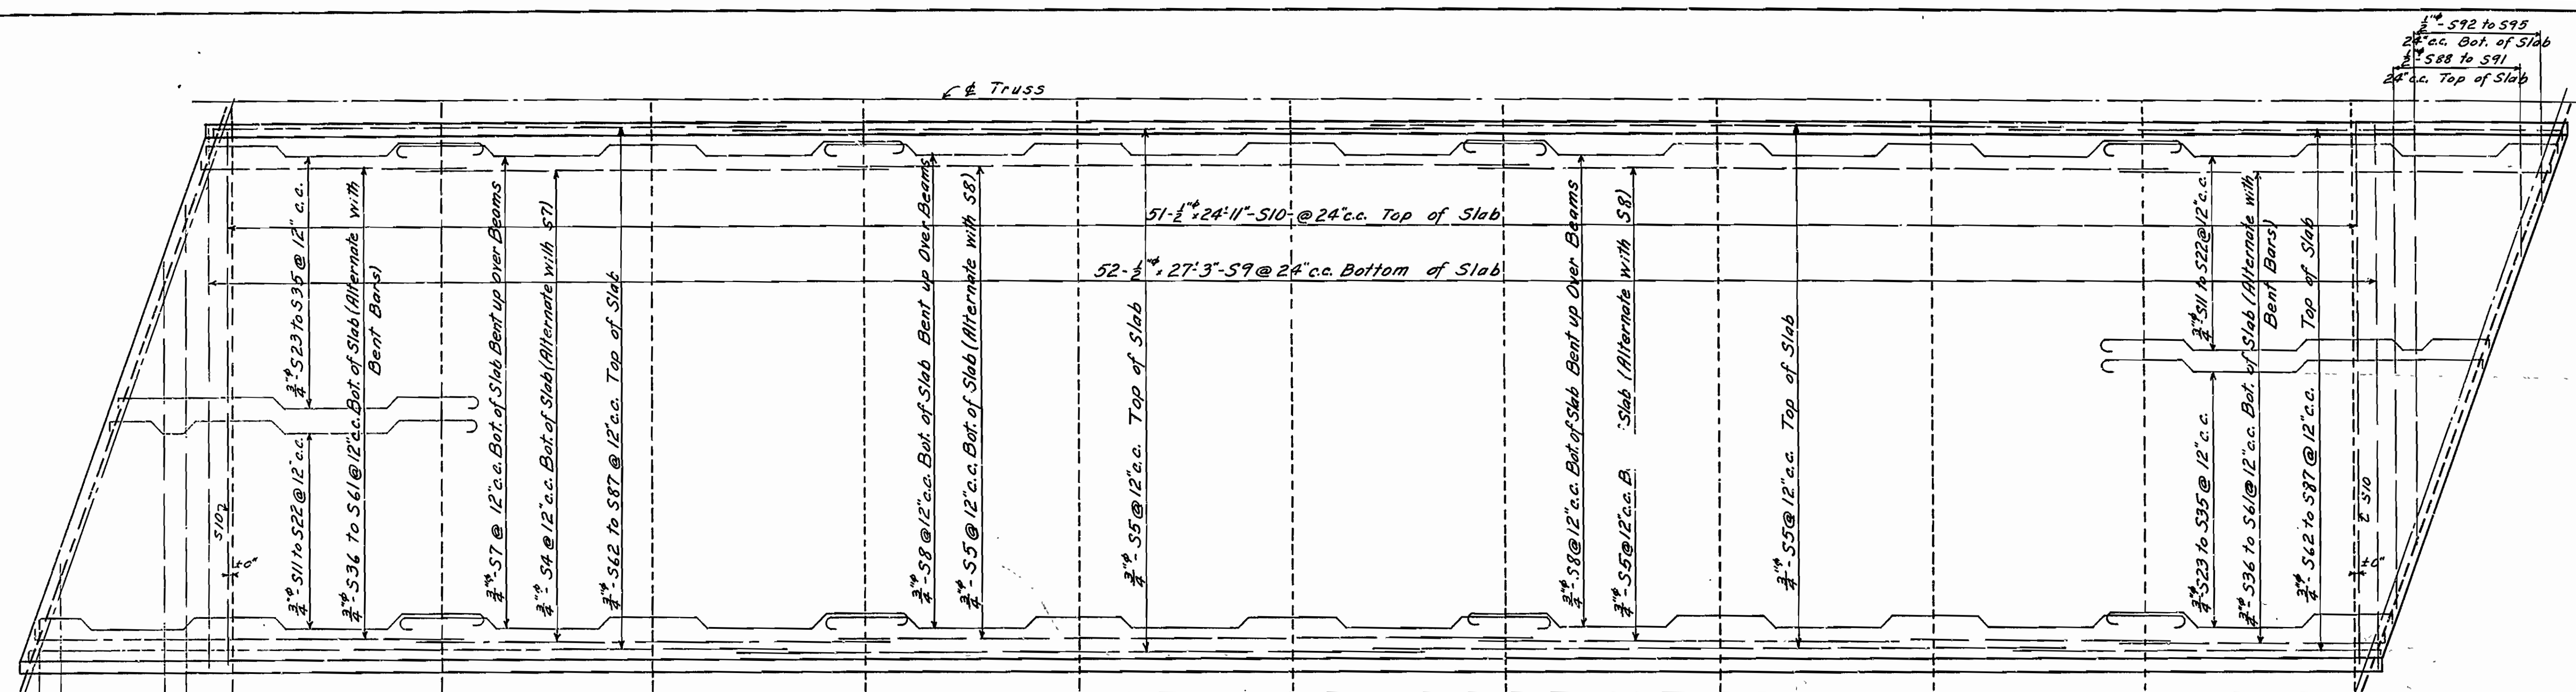 ½"ᶲ - S92 to S95
24" c.c. Bot. of Slab
½"ᶲ - S88 to S91
24" c.c. Top of Slab
₵ Truss
51-½"ᶲ x 24'-11"-S10-@ 24" c.c. Top of Slab
52-½"ᶲ x 27'-3"-S9 @ 24" c.c. Bottom of Slab
S10
±0"
¾"ᶲ - S23 to S35 @ 12" c.c.
¾"ᶲ - S11 to S22 @ 12" c.c.
¾"ᶲ - S36 to S61 @ 12" c.c. Bot. of Slab (Alternate with
Bent Bars)
¾"ᶲ - S7 @ 12" c.c. Bot. of Slab Bent up over Beams
¾"ᶲ - S4 @ 12" c.c. Bot. of Slab (Alternate with S7)
¾"ᶲ - S62 to S87 @ 12" c.c. Top of Slab
¾"ᶲ - S8 @ 12" c.c. Bot. of Slab Bent up Over Beams
¾"ᶲ - S5 @ 12" c.c. Bot. of Slab (Alternate with S8)
¾"ᶲ - S5 @ 12" c.c. Top of Slab
¾"ᶲ - S8 @ 12" c.c. Bot. of Slab Bent up Over Beams
¾"ᶲ - S5 @ 12" c.c. B. Slab (Alternate with S8)
¾"ᶲ - S5 @ 12" c.c. Top of Slab
¾"ᶲ - S11 to S22 @ 12" c.c.
¾"ᶲ - S23 to S35 @ 12" c.c.
¾"ᶲ - S36 to S61 @ 12" c.c. Bot. of Slab (Alternate with
Bent Bars)
¾"ᶲ - S62 to S87 @ 12" c.c.
Top of Slab
S10
±0"